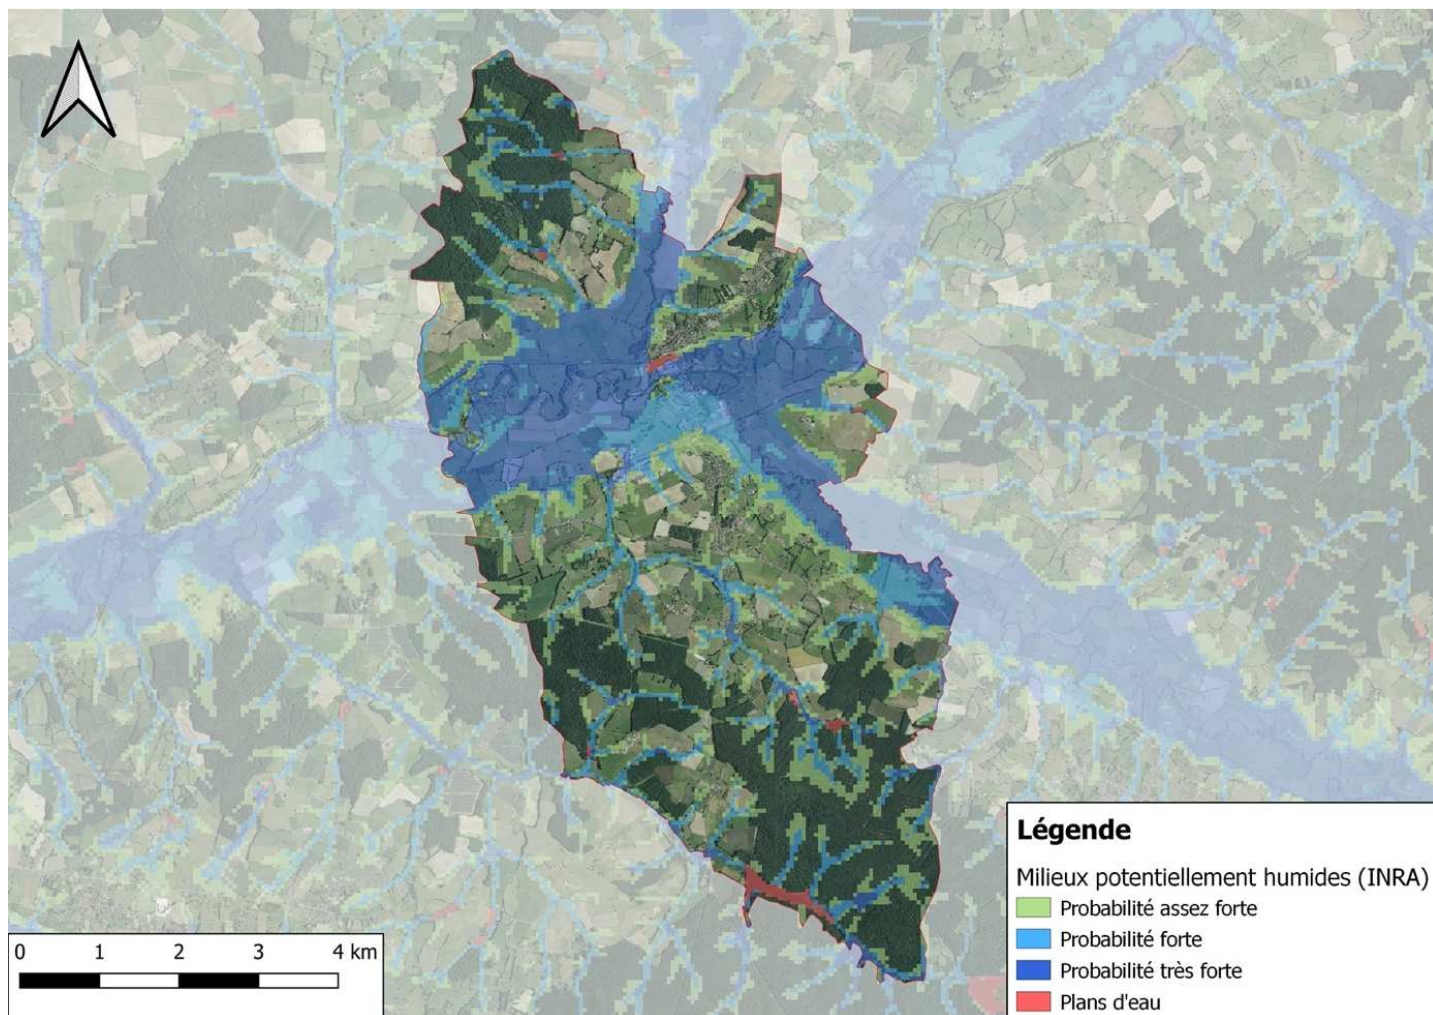 Légende
Milieux potentiellement humides (INRA)
Probabilité assez forte
Probabilité forte
Probabilité très forte
Plans d'eau
0 1 2 3 4 km